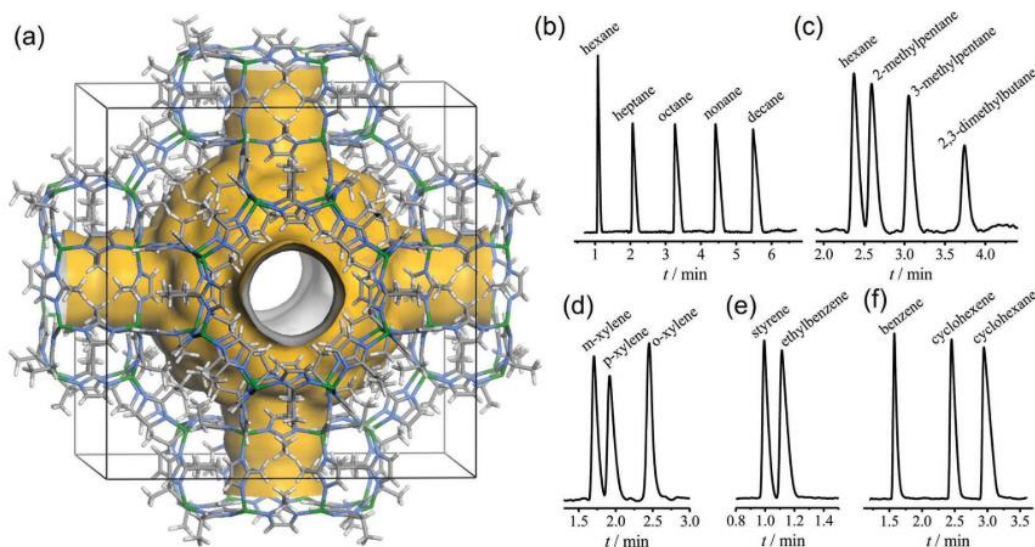 (a)
(b)
hexane
heptane
octane
nonane
decane
1 2 3 4 5 6
t / min
(c)
hexane
2-methylpentane
3-methylpentane
2,3-dimethylbutane
2.0 2.5 3.0 3.5 4.0
t / min
(d)
m-xylene
p-xylene
o-xylene
1.5 2.0 2.5 3.0
t / min
(e)
styrene
ethylbenzene
0.8 1.0 1.2 1.4
t / min
(f)
benzene
cyclohexene
cyclohexane
1.5 2.0 2.5 3.0 3.5
t / min